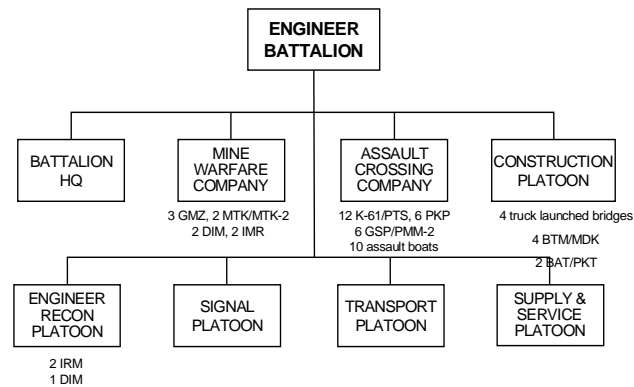 ENGINEER
BATTALION
BATTALION
HQ
MINE
WARFARE
COMPANY
3 GMZ, 2 MTK/MTK-2
2 DIM, 2 IMR
ASSAULT
CROSSING
COMPANY
12 K-61/PTS, 6 PKP
6 GSP/PMM-2
10 assault boats
CONSTRUCTION
PLATOON
4 truck launched bridges
4 BTM/MDK
2 BAT/PKT
ENGINEER
RECON
PLATOON
2 IRM
1 DIM
SIGNAL
PLATOON
TRANSPORT
PLATOON
SUPPLY &
SERVICE
PLATOON